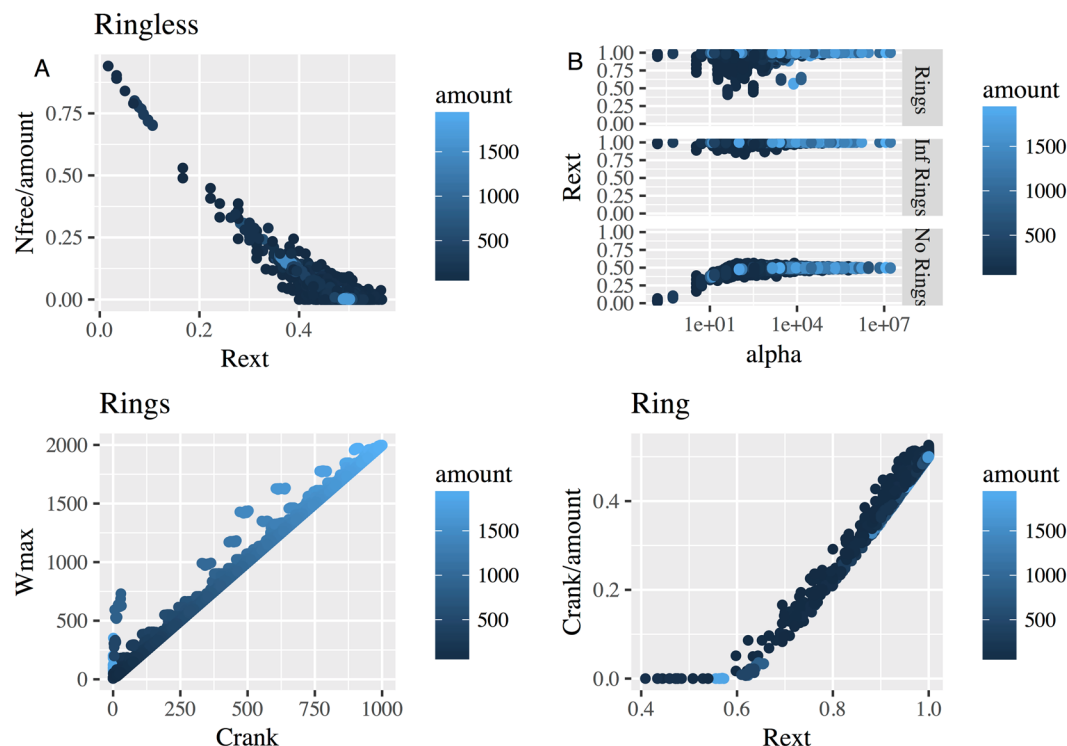 Ringless
A
Nfree/amount
0.75
0.50
0.25
0.00
0.0 0.2 0.4
Rext
amount
1500
1000
500
B
Rext
1.00
0.75
0.50
0.25
0.00
Rings
1.00
0.75
0.50
0.25
0.00
Inf Rings
1.00
0.75
0.50
0.25
0.00
No Rings
1e+01 1e+04 1e+07
alpha
amount
1500
1000
500
Rings
Wmax
2000
1500
1000
500
0
0 250 500 750 1000
Crank
amount
1500
1000
500
Ring
Crank/amount
0.4
0.2
0.0
0.4 0.6 0.8 1.0
Rext
amount
1500
1000
500